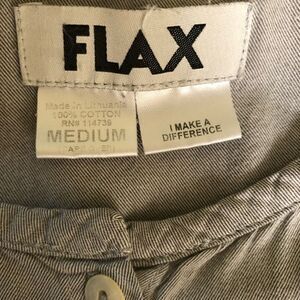 FLAX
Made in Lithuania
100% COTTON
RN# 114739
MEDIUM
I MAKE A
DIFFERENCE